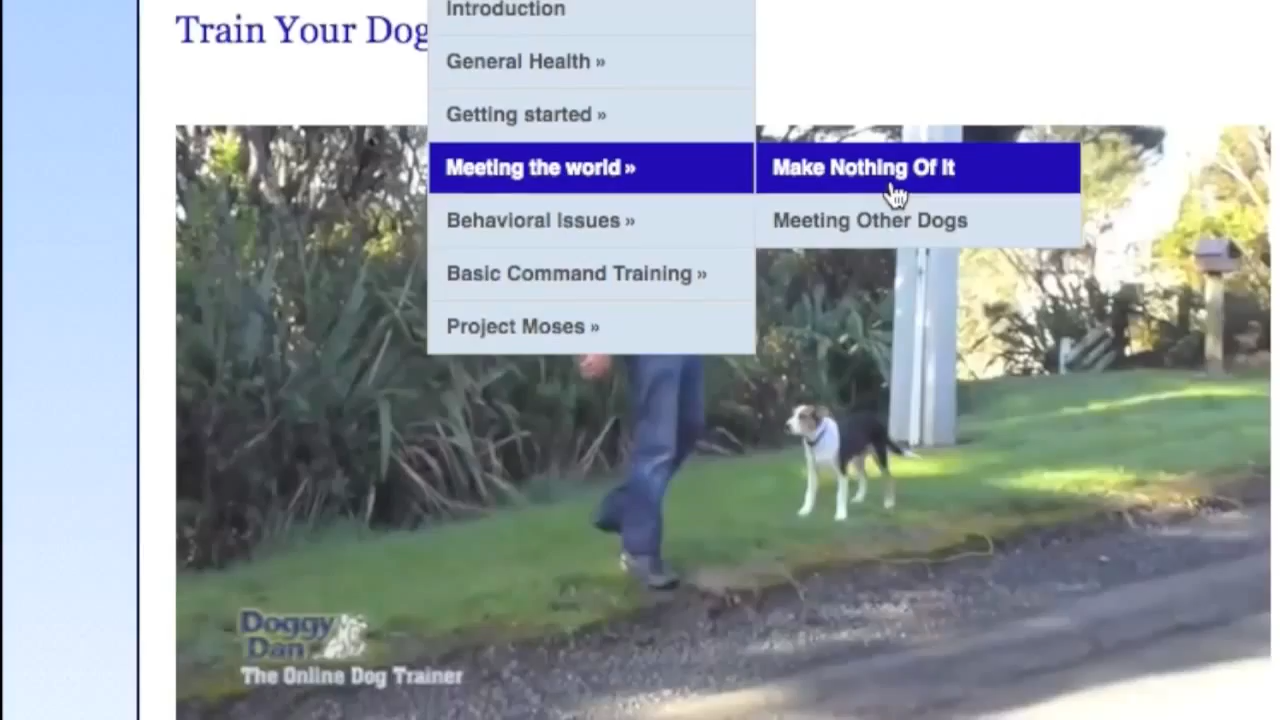 Introduction
Train Your Dog
General Health »
Getting started »
Meeting the world »
Make Nothing Of It
Behavioral Issues »
Meeting Other Dogs
Basic Command Training »
Project Moses »
Doggy
Dan
The Online Dog Trainer